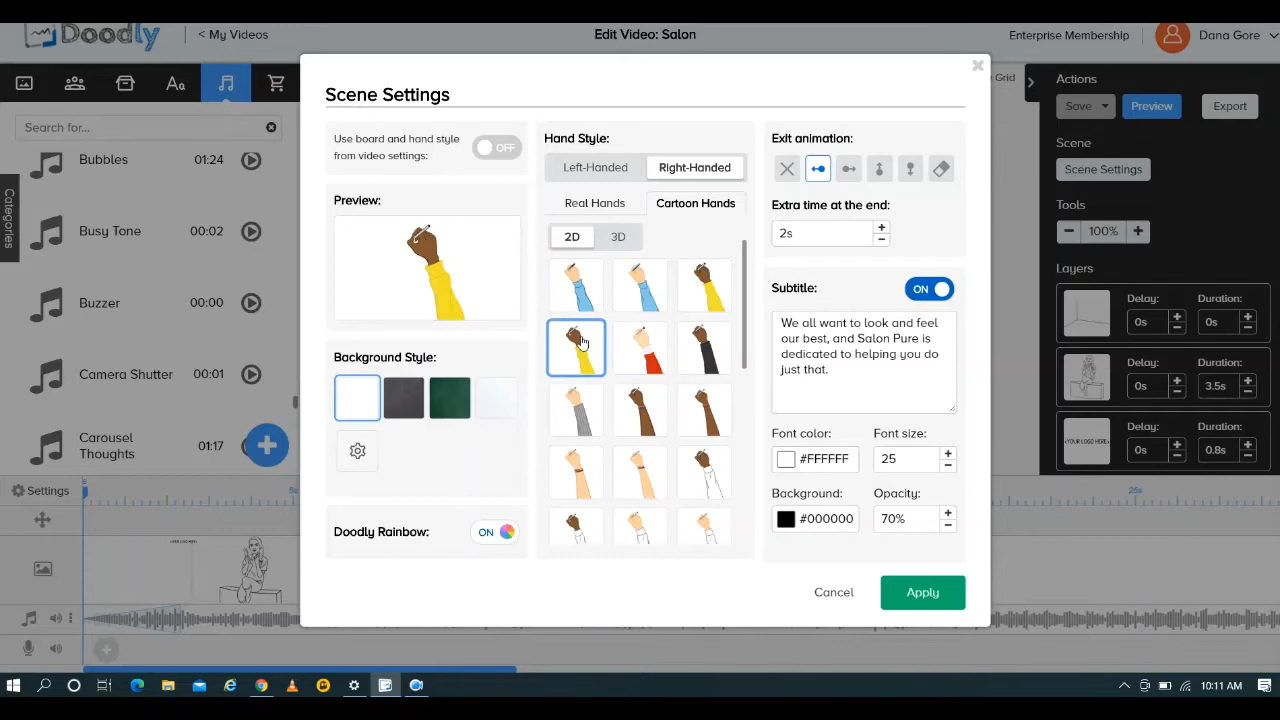 Doodly
< My Videos
Edit Video: Salon
Enterprise Membership
Dana Gore
Aa
Search for...
Categories
Bubbles 01:24
Busy Tone 00:02
Buzzer 00:00
Camera Shutter 00:01
Carousel
Thoughts 01:17
Scene Settings
Use board and hand style
from video settings:
OFF
Preview:
Background Style:
Doodly Rainbow:
ON
Hand Style:
Left-Handed
Right-Handed
Real Hands
Cartoon Hands
2D
3D
Exit animation:
Extra time at the end:
2s
Subtitle:
ON
We all want to look and feel
our best, and Salon Pure is
dedicated to helping you do
just that.
Font color:
Font size:
#FFFFFF
25
Background:
Opacity:
#000000
70%
Cancel
Apply
Grid
Actions
Save
Preview
Export
Scene
Scene Settings
Tools
100%
Layers
Delay:
Duration:
0s
0s
Delay:
Duration:
0s
3.5s
<YOUR LOGO HERE>
Delay:
Duration:
0s
0.8s
Settings
5s
25s
10:11 AM